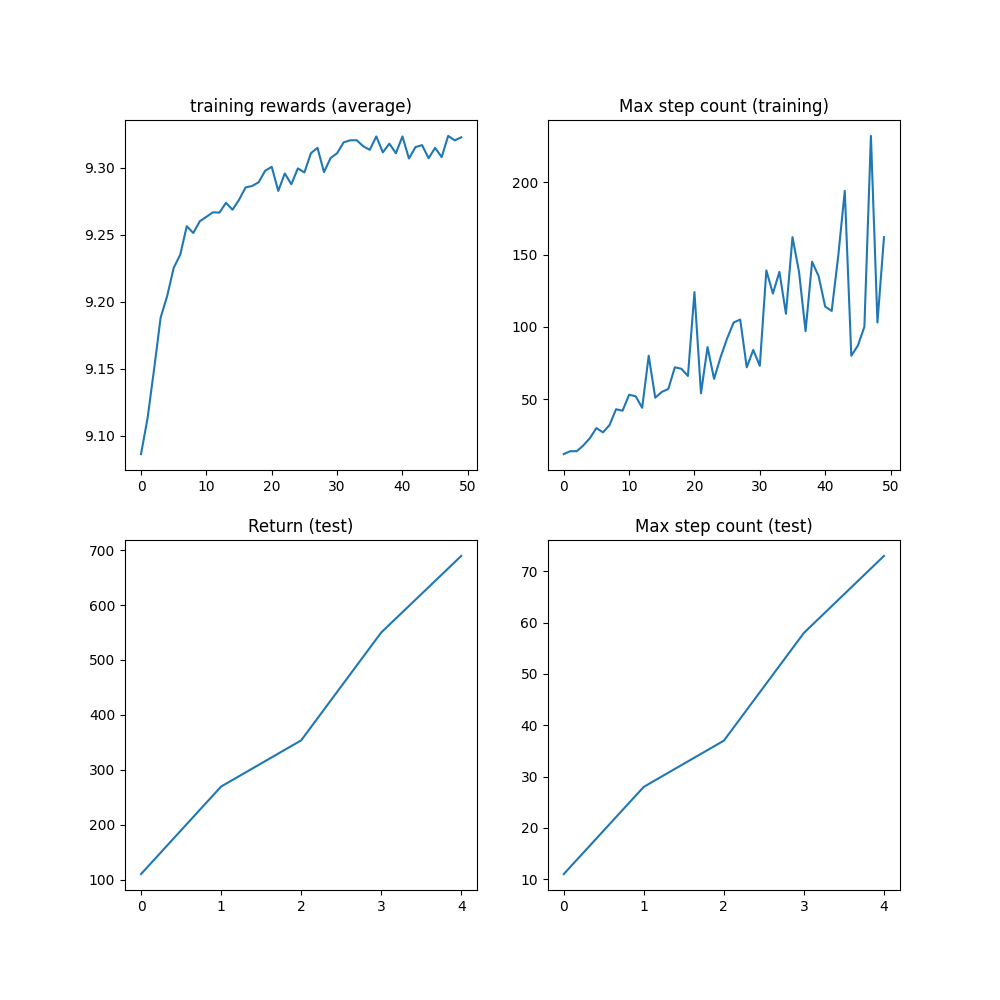 training rewards (average)
Max step count (training)
9.30
9.25
9.20
9.15
9.10
0 10 20 30 40 50
200
150
100
50
0 10 20 30 40 50
Return (test)
Max step count (test)
700
600
500
400
300
200
100
0 1 2 3 4
70
60
50
40
30
20
10
0 1 2 3 4